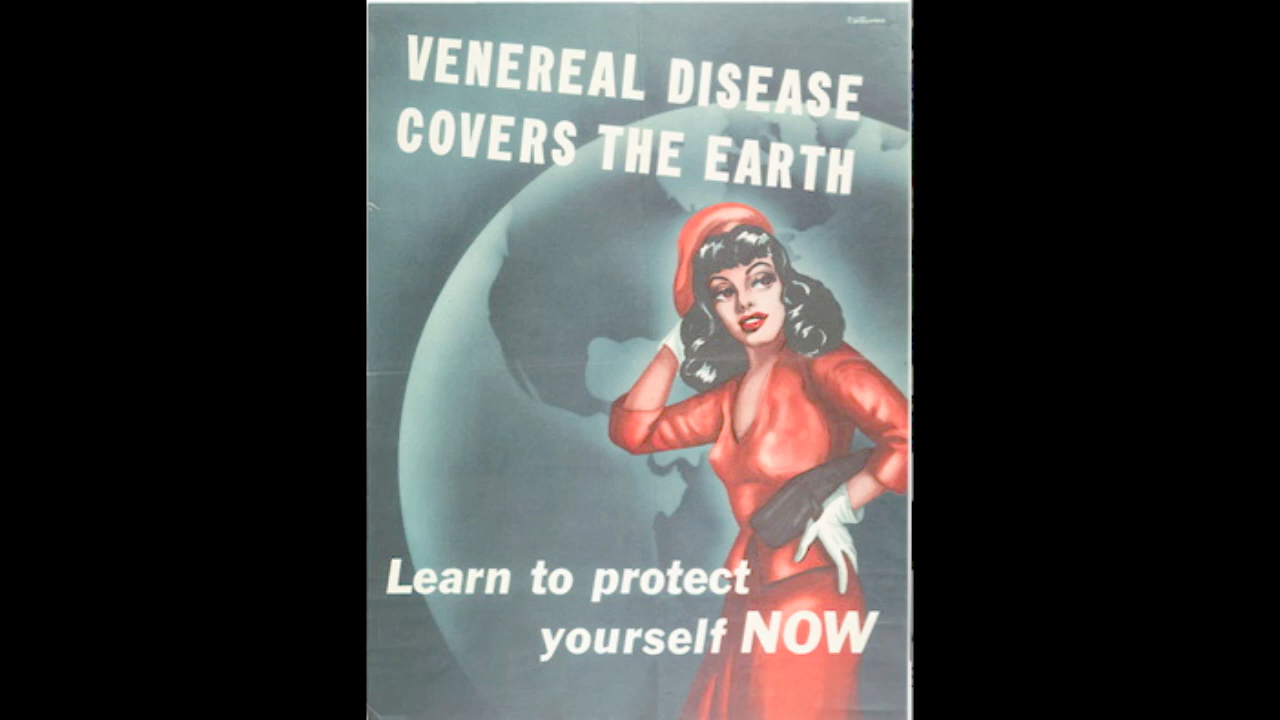 VENEREAL DISEASE
COVERS THE EARTH
Learn to protect
yourself NOW